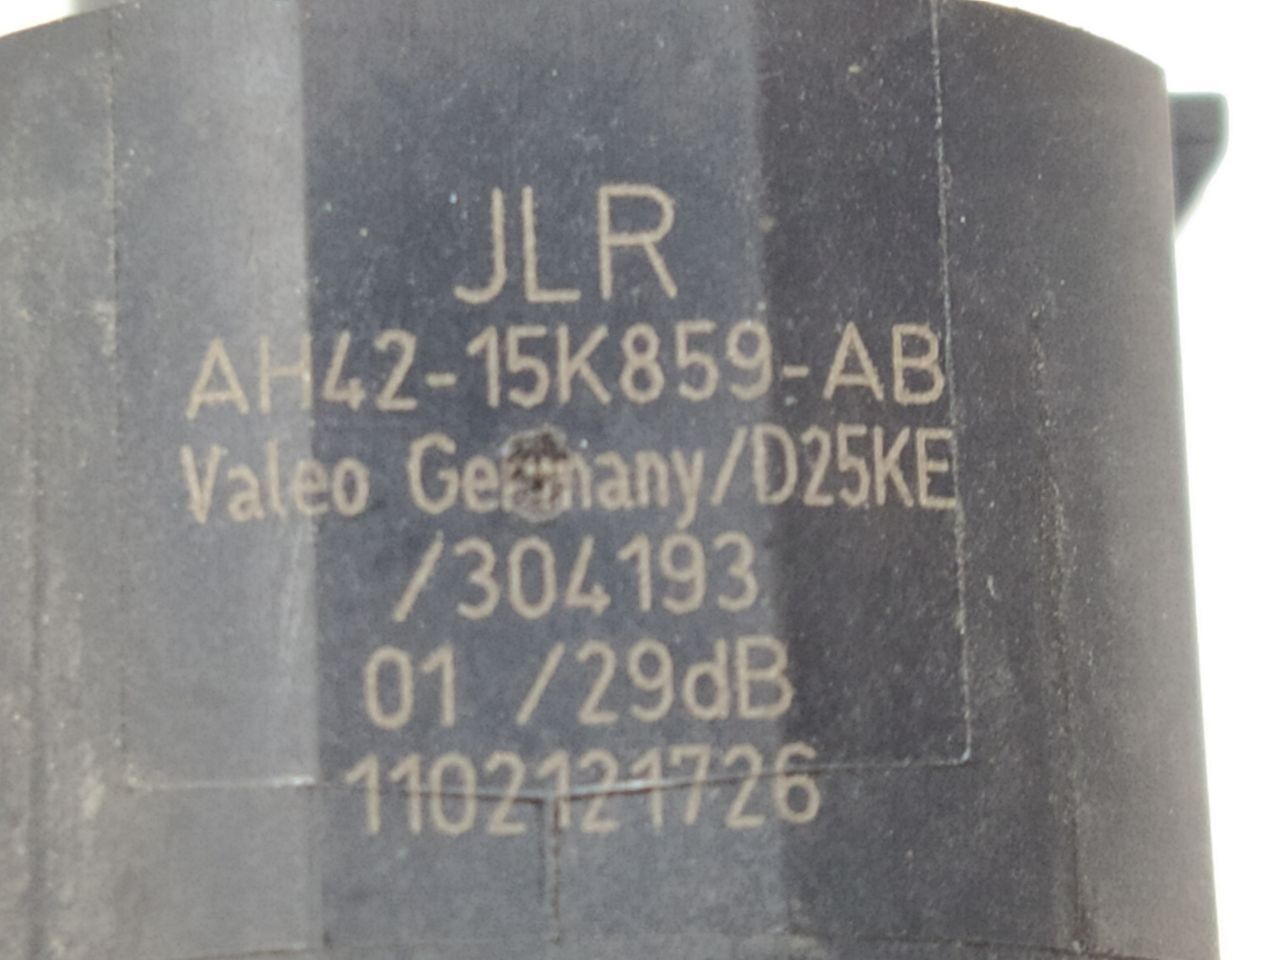 JLR
AH42-15K859-AB
Valeo Germany/D25KE
/304193
01 /29dB
1102121726